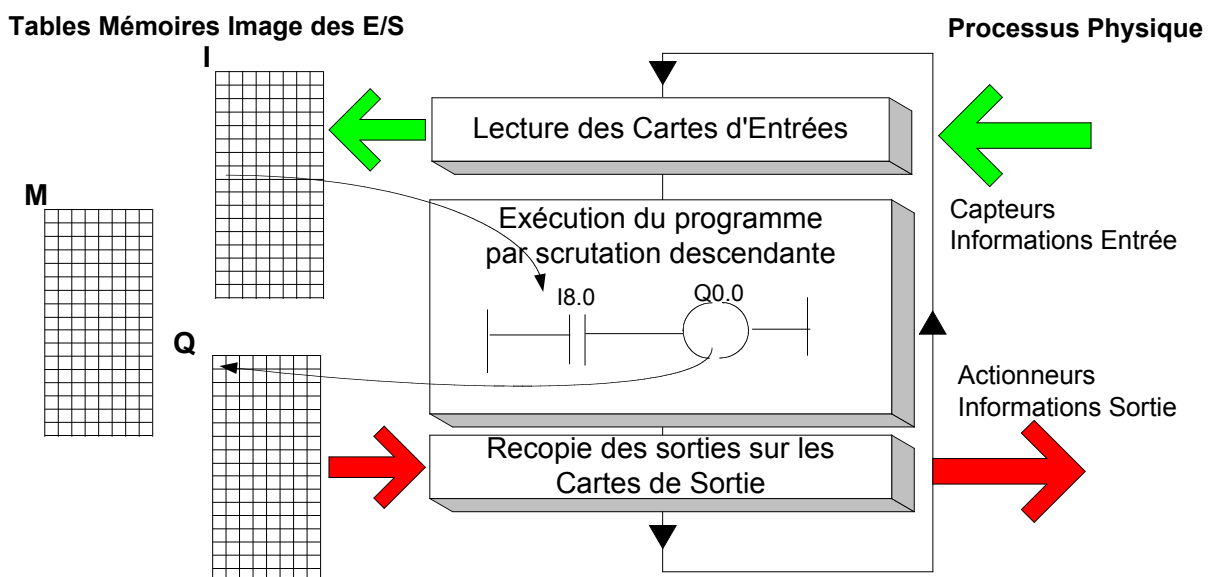 Tables Mémoires Image des E/S
Processus Physique
I
Lecture des Cartes d'Entrées
M
Capteurs
Informations Entrée
Exécution du programme
par scrutation descendante
I8.0
Q0.0
Q
Actionneurs
Informations Sortie
Recopie des sorties sur les
Cartes de Sortie